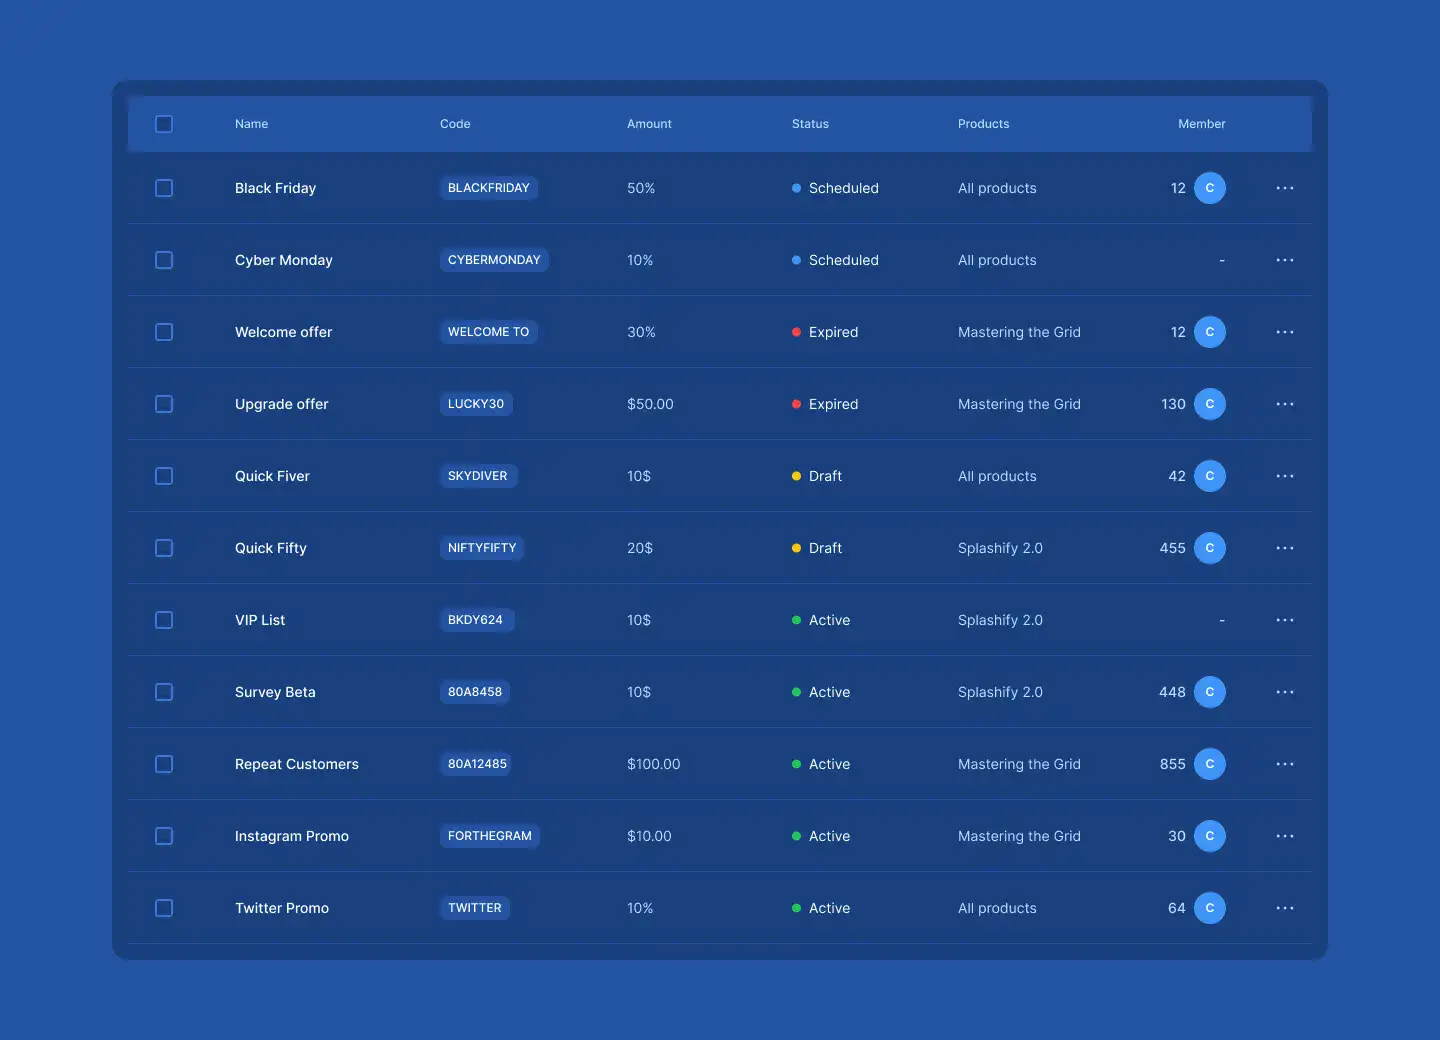 Name Code Amount Status Products Member
Black Friday BLACKFRIDAY 50% Scheduled All products 12 C ...
Cyber Monday CYBERMONDAY 10% Scheduled All products - ...
Welcome offer WELCOME TO 30% Expired Mastering the Grid 12 C ...
Upgrade offer LUCKY30 $50.00 Expired Mastering the Grid 130 C ...
Quick Fiver SKYDIVER 10$ Draft All products 42 C ...
Quick Fifty NIFTYFIFTY 20$ Draft Splashify 2.0 455 C ...
VIP List BKDY624 10$ Active Splashify 2.0 - ...
Survey Beta 80A8458 10$ Active Splashify 2.0 448 C ...
Repeat Customers 80A12485 $100.00 Active Mastering the Grid 855 C ...
Instagram Promo FORTHEGRAM $10.00 Active Mastering the Grid 30 C ...
Twitter Promo TWITTER 10% Active All products 64 C ...